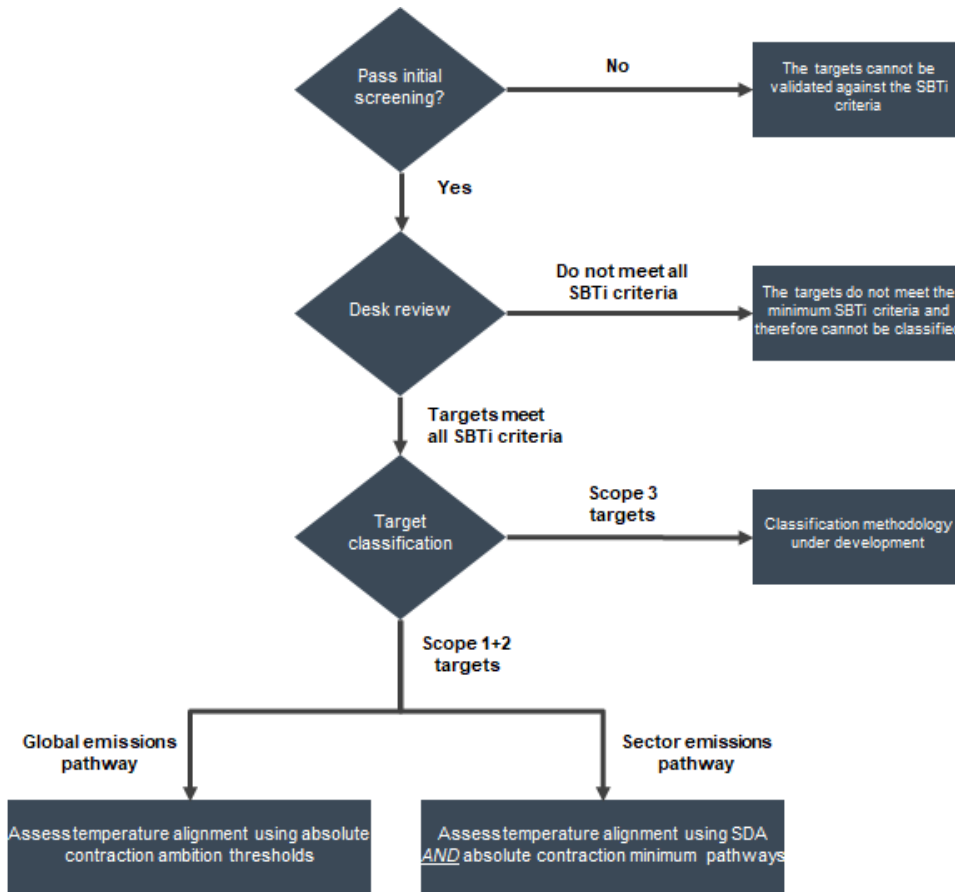 Pass initial
screening?
No
The targets cannot be
validated against the SBTi
criteria
Yes
Desk review
Do not meet all
SBTi criteria
The targets do not meet the
minimum SBTi criteria and
therefore cannot be classified
Targets meet
all SBTi criteria
Target
classification
Scope 3
targets
Classification methodology
under development
Scope 1+2
targets
Global emissions
pathway
Sector emissions
pathway
Assess temperature alignment using absolute
contraction ambition thresholds
Assess temperature alignment using SDA
AND absolute contraction minimum pathways